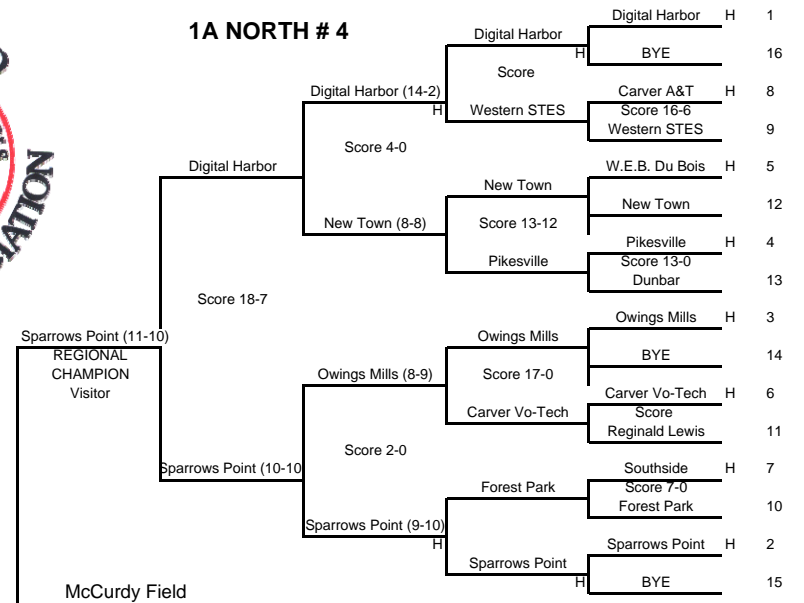 1A NORTH # 4
Digital Harbor H 1
BYE 16
Carver A&T H 8
Score 16-6
Western STES 9
W.E.B. Du Bois H 5
New Town 12
Pikesville H 4
Score 13-0
Dunbar 13
Owings Mills H 3
BYE 14
Carver Vo-Tech H 6
Score
Reginald Lewis 11
Southside H 7
Score 7-0
Forest Park 10
Sparrows Point H 2
BYE 15
Digital Harbor
H
Score
Western STES
New Town
Score 13-12
Pikesville
Owings Mills
Score 17-0
Carver Vo-Tech
Forest Park
Sparrows Point
H
Digital Harbor (14-2)
H
Score 4-0
New Town (8-8)
Owings Mills (8-9)
Score 2-0
Sparrows Point (9-10)
H
Digital Harbor
Score 18-7
Sparrows Point (10-10
Sparrows Point (11-10)
REGIONAL
CHAMPION
Visitor
McCurdy Field